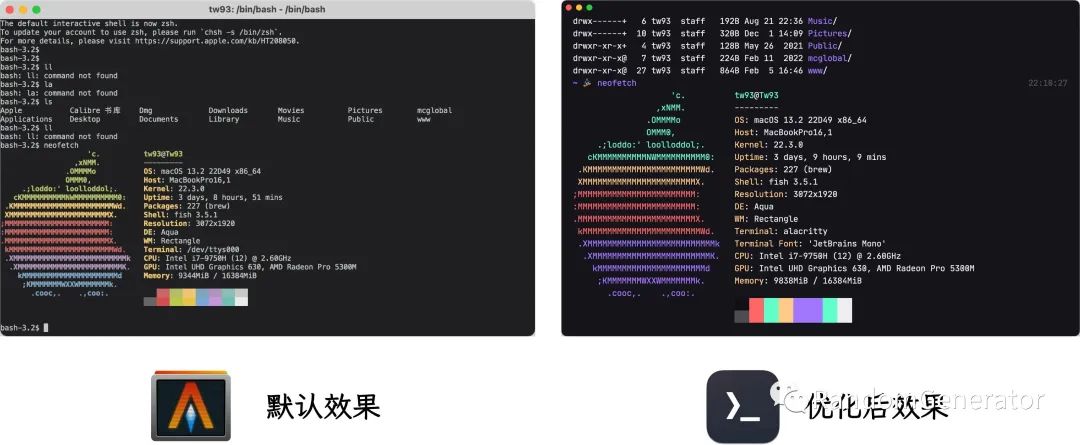 tw93: /bin/bash - /bin/bash
The default interactive shell is now zsh.
To update your account to use zsh, please run `chsh -s /bin/zsh`.
For more details, please visit https://support.apple.com/kb/HT208050.
bash-3.2$
bash-3.2$
bash-3.2$ ll
bash: ll: command not found
bash-3.2$ la
bash: la: command not found
bash-3.2$ ls
Apple Calibre 书库 Dmg Downloads Movies Pictures mcglobal
Applications Desktop Documents Library Music Public www
bash-3.2$ ll
bash: ll: command not found
bash-3.2$ neofetch
tw93@Tw93
---------
OS: macOS 13.2 22D49 x86_64
Host: MacBookPro16,1
Kernel: 22.3.0
Uptime: 3 days, 8 hours, 51 mins
Packages: 227 (brew)
Shell: fish 3.5.1
Resolution: 3072x1920
DE: Aqua
WM: Rectangle
Terminal: /dev/ttys000
CPU: Intel i7-9750H (12) @ 2.60GHz
GPU: Intel UHD Graphics 630, AMD Radeon Pro 5300M
Memory: 9344MiB / 16384MiB
bash-3.2$
drwx------+ 6 tw93 staff 192B Aug 21 22:36 Music/
drwx------+ 10 tw93 staff 320B Dec 1 14:09 Pictures/
drwxr-xr-x+ 4 tw93 staff 128B May 26 2021 Public/
drwxr-xr-x@ 7 tw93 staff 224B Feb 11 2022 mcglobal/
drwxr-xr-x@ 27 tw93 staff 864B Feb 5 16:46 www/
~ 🎉 neofetch 22:18:27
tw93@Tw93
---------
OS: macOS 13.2 22D49 x86_64
Host: MacBookPro16,1
Kernel: 22.3.0
Uptime: 3 days, 9 hours, 9 mins
Packages: 227 (brew)
Shell: fish 3.5.1
Resolution: 3072x1920
DE: Aqua
WM: Rectangle
Terminal: alacritty
Terminal Font: 'JetBrains Mono'
CPU: Intel i7-9750H (12) @ 2.60GHz
GPU: Intel UHD Graphics 630, AMD Radeon Pro 5300M
Memory: 9838MiB / 16384MiB
默认效果
优化后效果
Random Generator